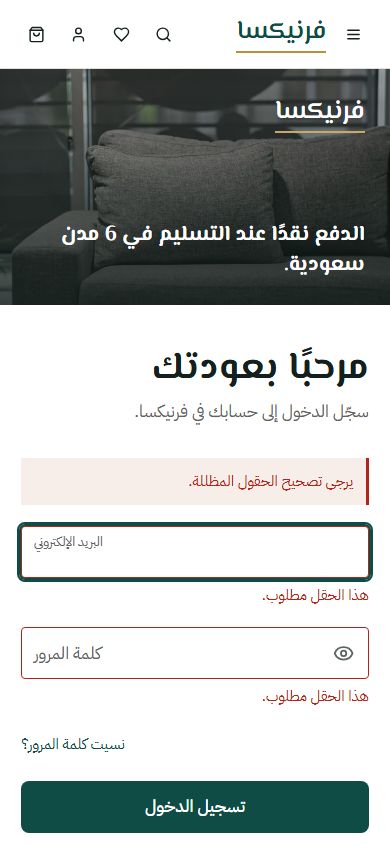 فرنيكسا
فرنيكسا
الدفع نقدًا عند التسليم في 6 مدن
سعودية.
مرحبًا بعودتك
سجّل الدخول إلى حسابك في فرنيكسا.
يرجى تصحيح الحقول المظللة.
البريد الإلكتروني
هذا الحقل مطلوب.
كلمة المرور
هذا الحقل مطلوب.
نسيت كلمة المرور؟
تسجيل الدخول